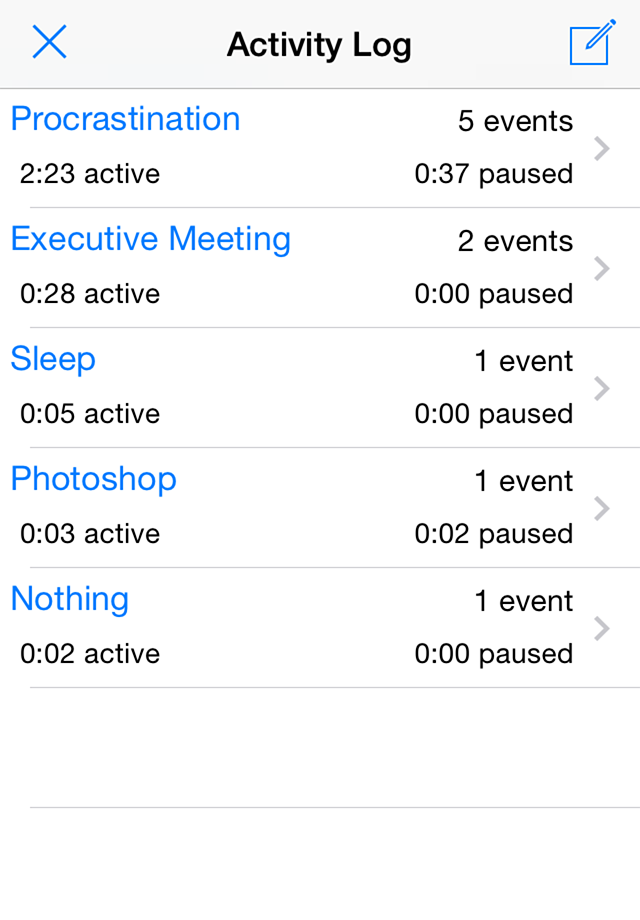 Activity Log
Procrastination 5 events
2:23 active 0:37 paused
Executive Meeting 2 events
0:28 active 0:00 paused
Sleep 1 event
0:05 active 0:00 paused
Photoshop 1 event
0:03 active 0:02 paused
Nothing 1 event
0:02 active 0:00 paused